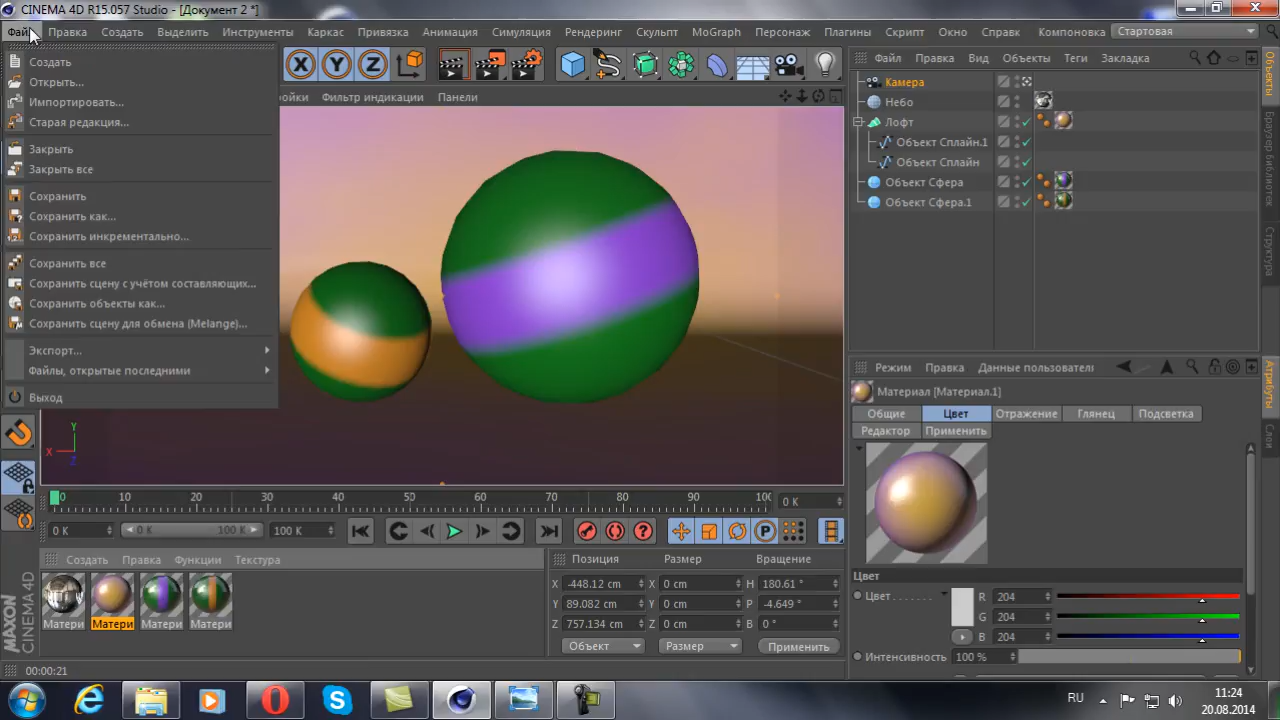 CINEMA 4D R15.057 Studio - [Документ 2 *]
Файл Правка Создать Выделить Инструменты Каркас Привязка Анимация Симуляция Рендеринг Скульпт MoGraph Персонаж Плагины Скрипт Окно Справк Компоновка Стартовая
Создать
Открыть...
Импортировать...
Старая редакция...
Закрыть
Закрыть все
Сохранить
Сохранить как...
Сохранить инкрементально...
Сохранить все
Сохранить сцену с учётом составляющих...
Сохранить объекты как...
Сохранить сцену для обмена (Melange)...
Экспорт...
Файлы, открытые последними
Выход
X Y Z
ойки Фильтр индикации Панели
Файл Правка Вид Объекты Теги Закладка
Камера
Небо
Лофт
Объект Сплайн.1
Объект Сплайн
Объект Сфера
Объект Сфера.1
Объекты
Браузер библиотек
Структура
Режим Правка Данные пользовател
Материал [Материал.1]
Общие Цвет Отражение Глянец Подсветка
Редактор Применить
Цвет
Цвет . . . . . . . R 204
G 204
B 204
Интенсивность 100 %
Атрибуты
Слои
Y
X
Z
0 10 20 30 40 50 60 70 80 90 10 0 K
0 K 0 K 100 K 100 K
P
Создать Правка Функции Текстура
Матери Матери Матери Матери
Позиция Размер Вращение
X -448.12 cm X 0 cm H 180.61 °
Y 89.082 cm Y 0 cm P -4.649 °
Z 757.134 cm Z 0 cm B 0 °
Объект Размер Применить
MAXON CINEMA 4D
00:00:21
RU
11:24
20.08.2014